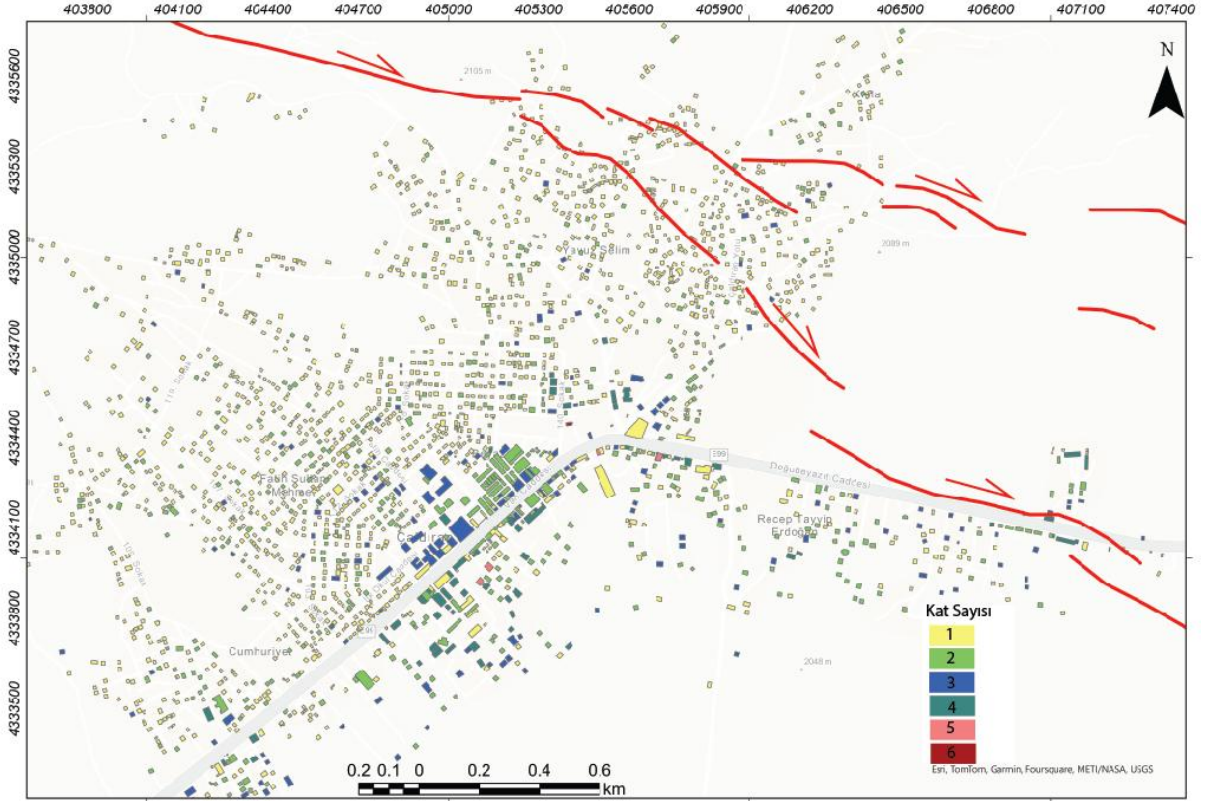 403800 404100 404400 404700 405000 405300 405600 405900 406200 406500 406800 407100 407400
4335600
4335300
4335000
4334700
4334400
4334100
4333800
4333500
N
2105 m
2089 m
Yavuz Selim
Fatih Sultan
Mehmet
Doğubeyazıt Caddesi
Recep Tayyip
Erdoğan
Cumhuriyet
2048 m
Kat Sayısı
1
2
3
4
5
6
0.2 0.1 0 0.2 0.4 0.6
km
Esri, TomTom, Garmin, Foursquare, METI/NASA, USGS